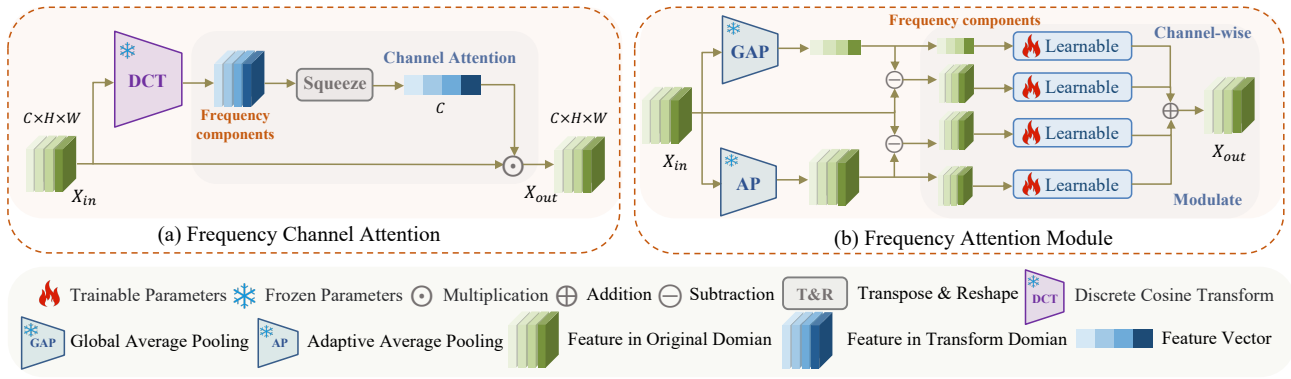 DCT
Channel Attention
Squeeze
C
Frequency
components
C×H×W
X_in
C×H×W
X_out
(a) Frequency Channel Attention
Frequency components
GAP
Learnable
Channel-wise
Learnable
Learnable
X_in
X_out
AP
Learnable
Modulate
(b) Frequency Attention Module
Trainable Parameters Frozen Parameters Multiplication Addition Subtraction T&R Transpose & Reshape DCT Discrete Cosine Transform
GAP Global Average Pooling AP Adaptive Average Pooling Feature in Original Domian Feature in Transform Domian Feature Vector